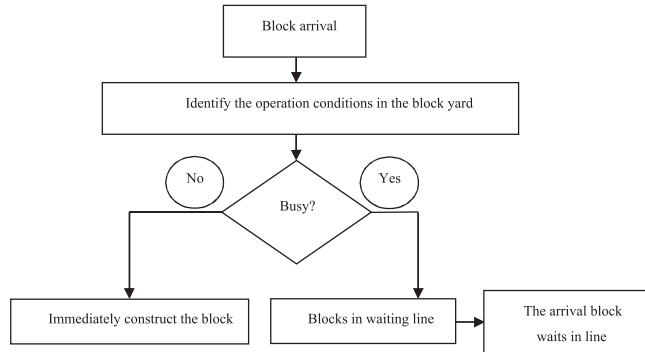 Block arrival
Identify the operation conditions in the block yard
No
Yes
Busy?
Immediately construct the block
Blocks in waiting line
The arrival block
waits in line